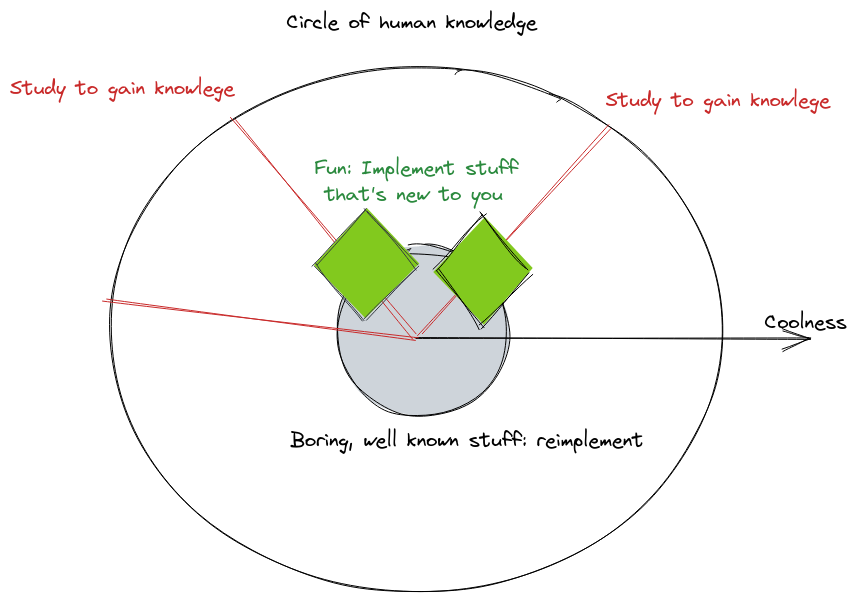 Circle of human knowledge
Study to gain knowlege
Study to gain knowlege
Fun: Implement stuff
that's new to you
Coolness
Boring, well known stuff: reimplement